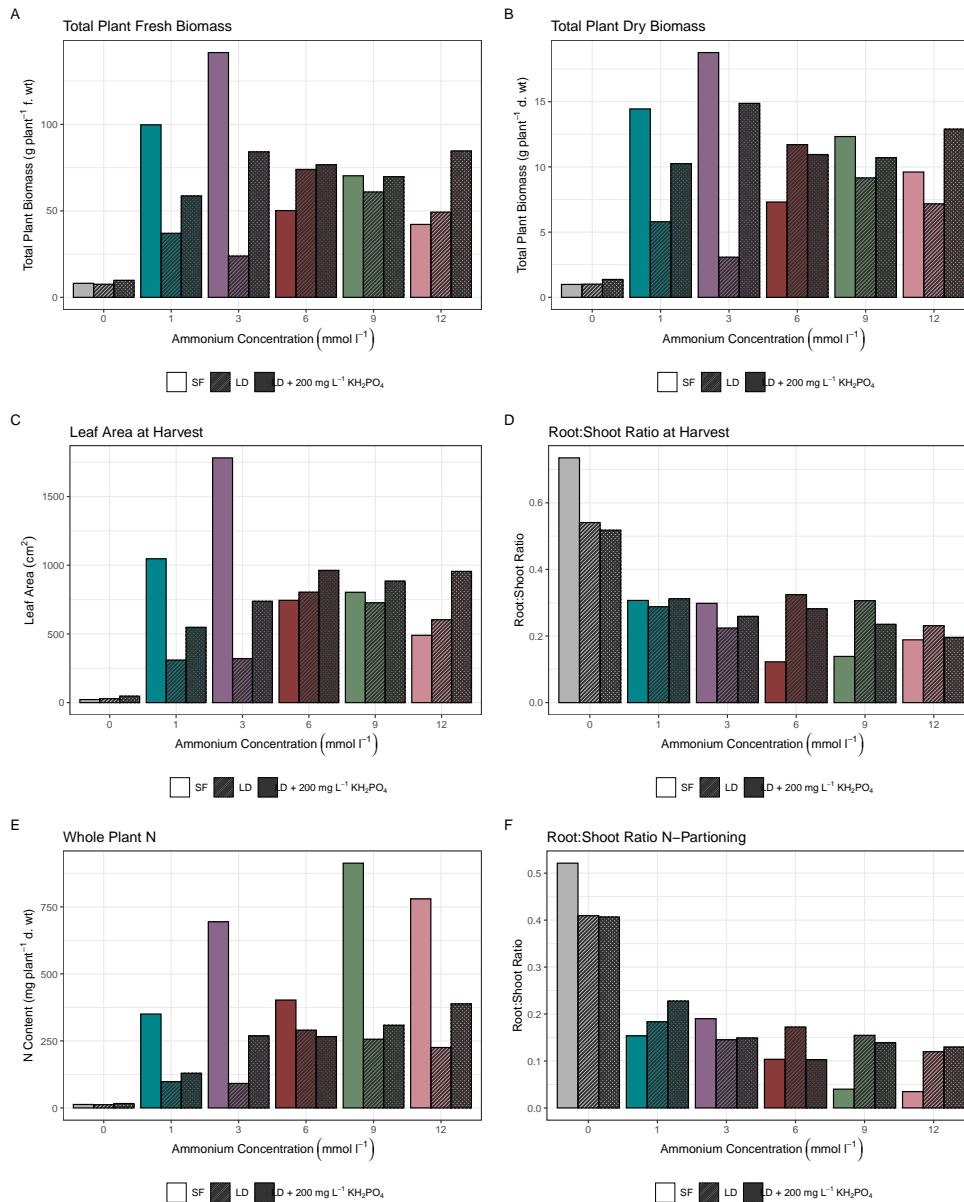 A
Total Plant Fresh Biomass
Total Plant Biomass (g plant⁻¹ f. wt)
100
50
0
0 1 3 6 9 12
Ammonium Concentration (mmol l⁻¹)
SF LD LD + 200 mg L⁻¹ KH₂PO₄
B
Total Plant Dry Biomass
Total Plant Biomass (g plant⁻¹ d. wt)
15
10
5
0
0 1 3 6 9 12
Ammonium Concentration (mmol l⁻¹)
SF LD LD + 200 mg L⁻¹ KH₂PO₄
C
Leaf Area at Harvest
Leaf Area (cm²)
1500
1000
500
0
0 1 3 6 9 12
Ammonium Concentration (mmol l⁻¹)
SF LD LD + 200 mg L⁻¹ KH₂PO₄
D
Root:Shoot Ratio at Harvest
Root:Shoot Ratio
0.6
0.4
0.2
0.0
0 1 3 6 9 12
Ammonium Concentration (mmol l⁻¹)
SF LD LD + 200 mg L⁻¹ KH₂PO₄
E
Whole Plant N
N Content (mg plant⁻¹ d. wt)
750
500
250
0
0 1 3 6 9 12
Ammonium Concentration (mmol l⁻¹)
SF LD LD + 200 mg L⁻¹ KH₂PO₄
F
Root:Shoot Ratio N−Partioning
Root:Shoot Ratio
0.5
0.4
0.3
0.2
0.1
0.0
0 1 3 6 9 12
Ammonium Concentration (mmol l⁻¹)
SF LD LD + 200 mg L⁻¹ KH₂PO₄